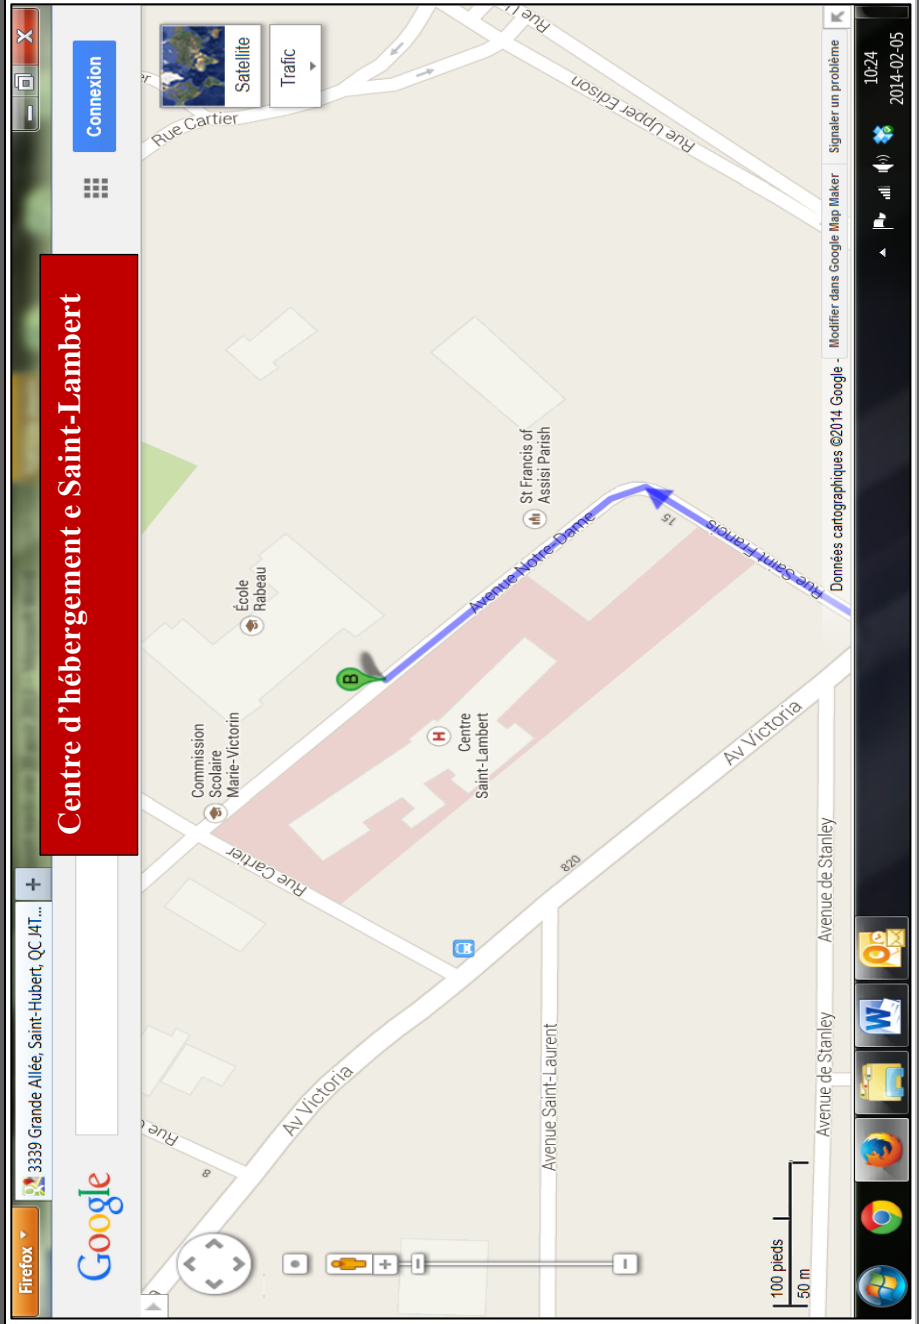 Firefox
3339 Grande Allée, Saint-Hubert, QC J4T...
+
Google
Centre d'hébergement e Saint-Lambert
Connexion
Satellite
Trafic
Rue Cartier
Rue Upper Edison
École
Rabeau
Commission
Scolaire
Marie-Victorin
B
Avenue Notre-Dame
St Francis of
Assisi Parish
15
Rue Saint Francis
H
Centre
Saint-Lambert
Rue Cartier
820
Av Victoria
Av Victoria
8
Avenue Saint-Laurent
Avenue de Stanley
Avenue de Stanley
100 pieds
50 m
Données cartographiques ©2014 Google -
Modifier dans Google Map Maker
Signaler un problème
10:24
2014-02-05